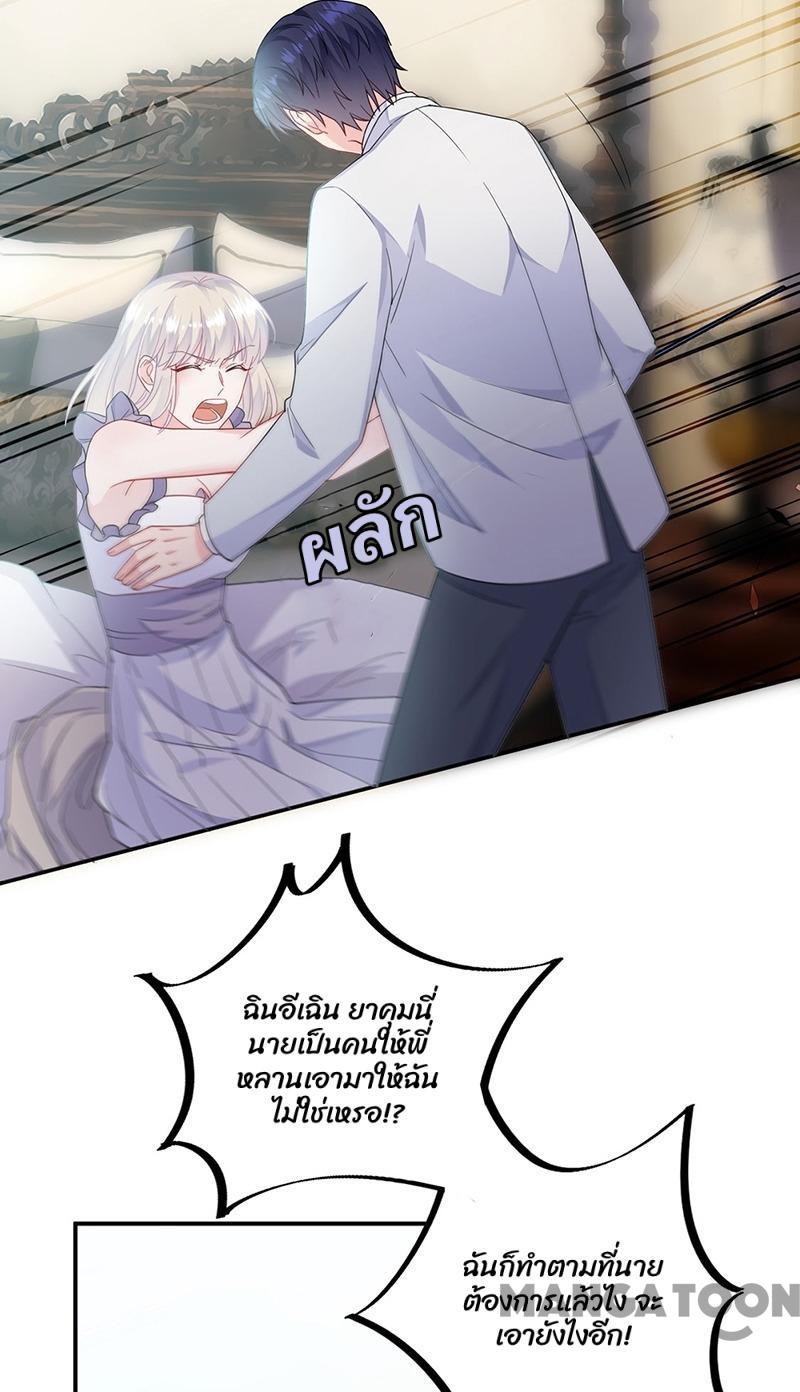 ผลัก
ฉินอีเฉิน ยาคุมนี่
นายเป็นคนให้พี่
หลานเอามาให้ฉัน
ไม่ใช่เหรอ!?
ฉันก็ทำตามที่นาย
ต้องการแล้วไง จะ
เอายังไงอีก!
MANGATOON